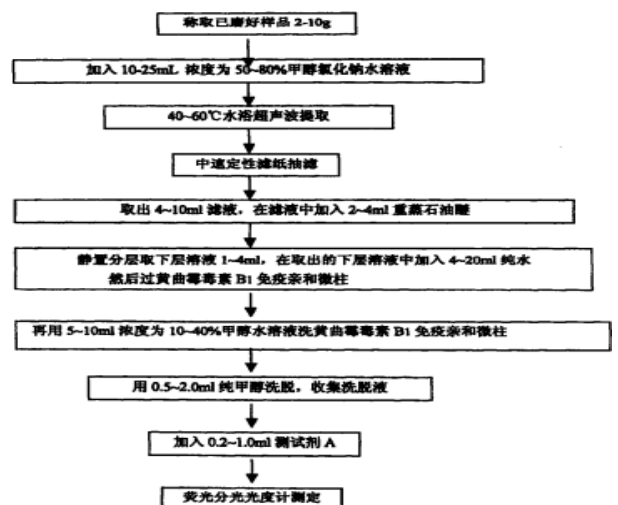 称取已磨好样品 2-10g
加入 10-25mL 浓度为 50~80%甲醇氯化钠水溶液
40~60℃水浴超声波提取
中速定性滤纸抽滤
取出 4~10ml 滤液，在滤液中加入 2~4ml 重蒸石油醚
静置分层取下层溶液 1~4ml，在取出的下层溶液中加入 4~20ml 纯水
然后过黄曲霉毒素 B1 免疫亲和微柱
再用 5~10ml 浓度为 10~40%甲醇水溶液洗黄曲霉毒素 B1 免疫亲和微柱
用 0.5~2.0ml 纯甲醇洗脱，收集洗脱液
加入 0.2~1.0ml 测试剂 A
荧光分光光度计测定